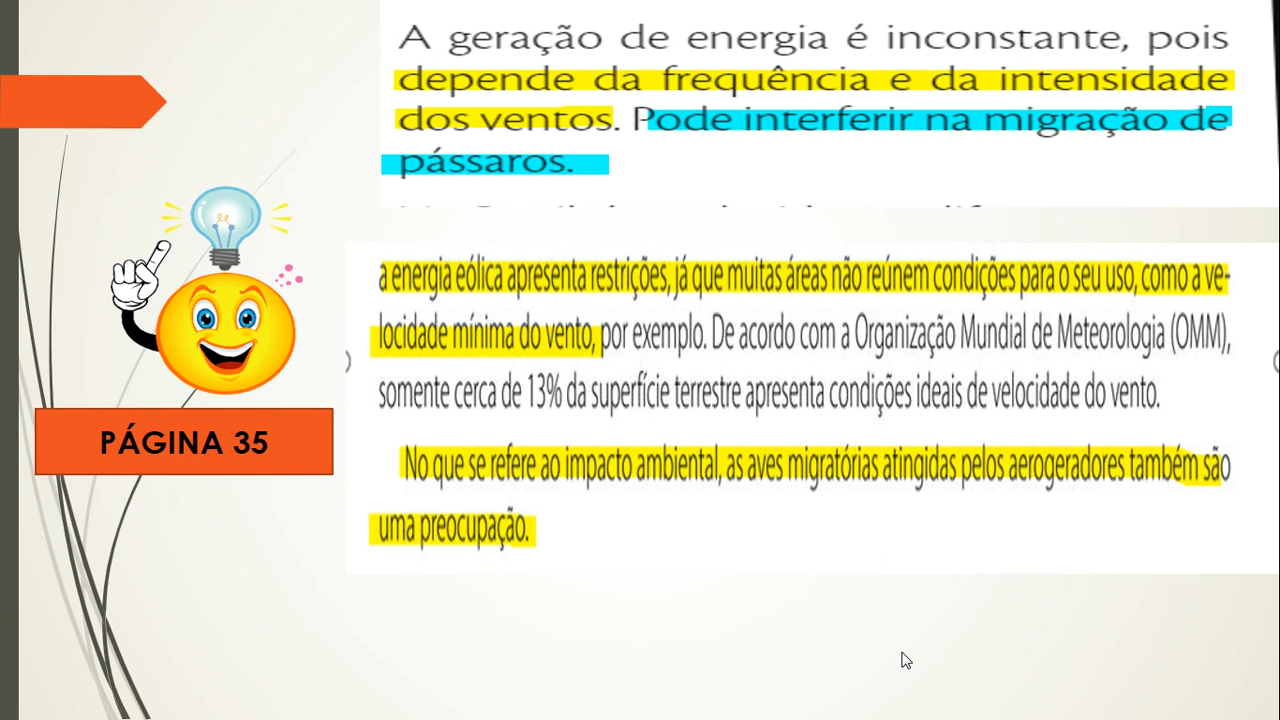 A geração de energia é inconstante, pois
depende da frequência e da intensidade
dos ventos. Pode interferir na migração de
pássaros.
a energia eólica apresenta restrições, já que muitas áreas não reúnem condições para o seu uso, como a ve-
locidade mínima do vento, por exemplo. De acordo com a Organização Mundial de Meteorologia (OMM),
somente cerca de 13% da superfície terrestre apresenta condições ideais de velocidade do vento.
No que se refere ao impacto ambiental, as aves migratórias atingidas pelos aerogeradores também são
uma preocupação.
PÁGINA 35